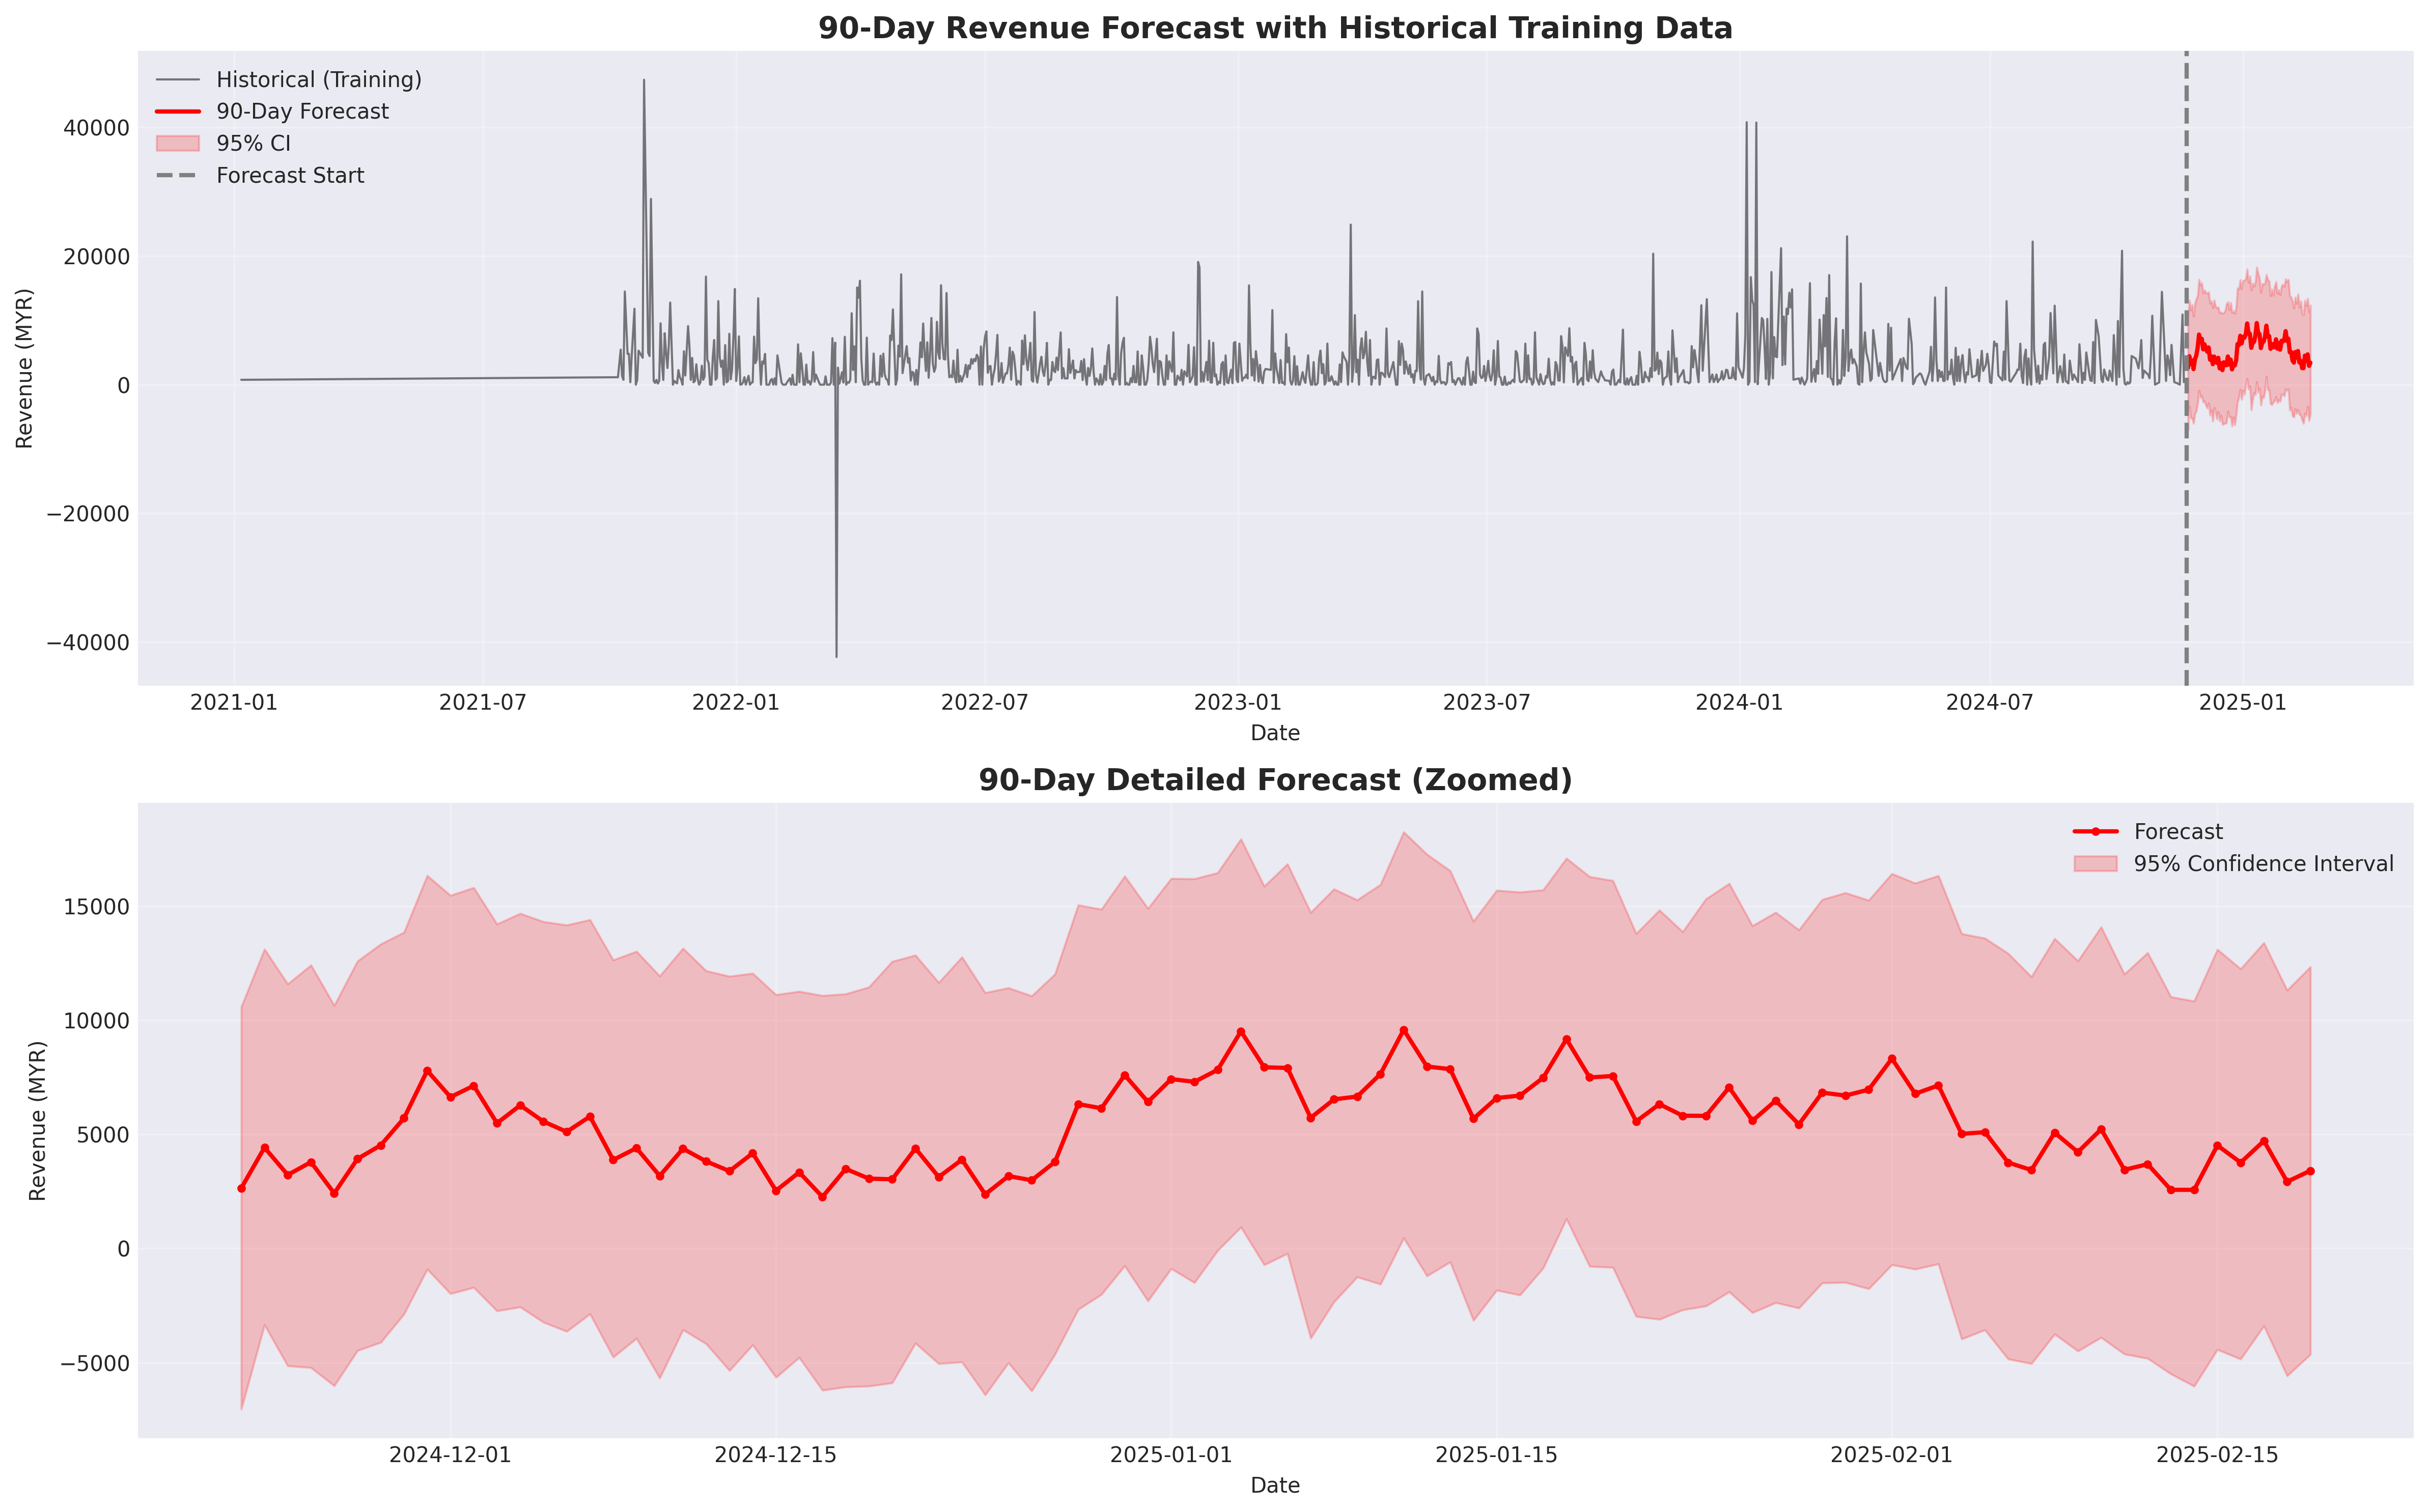 90-Day Revenue Forecast with Historical Training Data
Historical (Training)
90-Day Forecast
95% CI
Forecast Start
Revenue (MYR)
40000
20000
0
−20000
−40000
2021-01 2021-07 2022-01 2022-07 2023-01 2023-07 2024-01 2024-07 2025-01
Date
90-Day Detailed Forecast (Zoomed)
Forecast
95% Confidence Interval
Revenue (MYR)
15000
10000
5000
0
−5000
2024-12-01 2024-12-15 2025-01-01 2025-01-15 2025-02-01 2025-02-15
Date